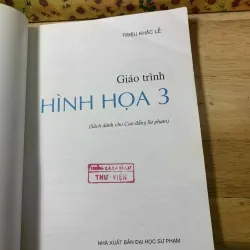 TRIỆU KHẮC LỄ
Giáo trình
HÌNH HỌA 3
(Sách dành cho Cao đẳng Sư phạm)
THƯ VIỆN
NHÀ XUẤT BẢN ĐẠI HỌC SƯ PHẠM